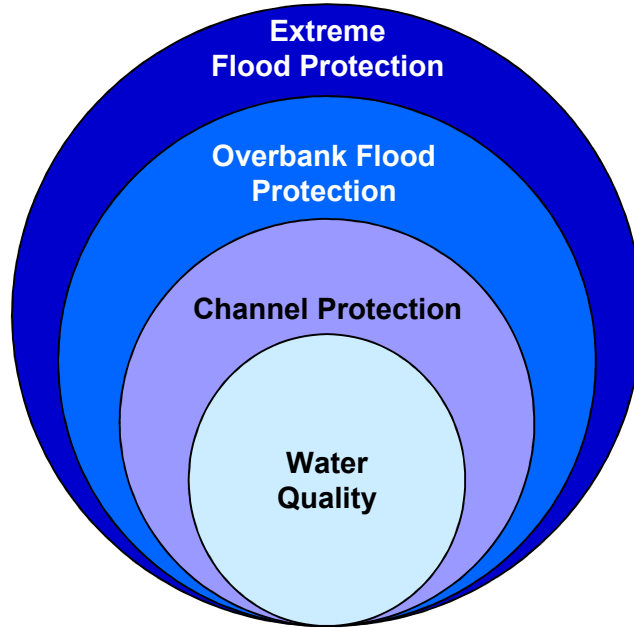 Extreme
Flood Protection
Overbank Flood
Protection
Channel Protection
Water
Quality